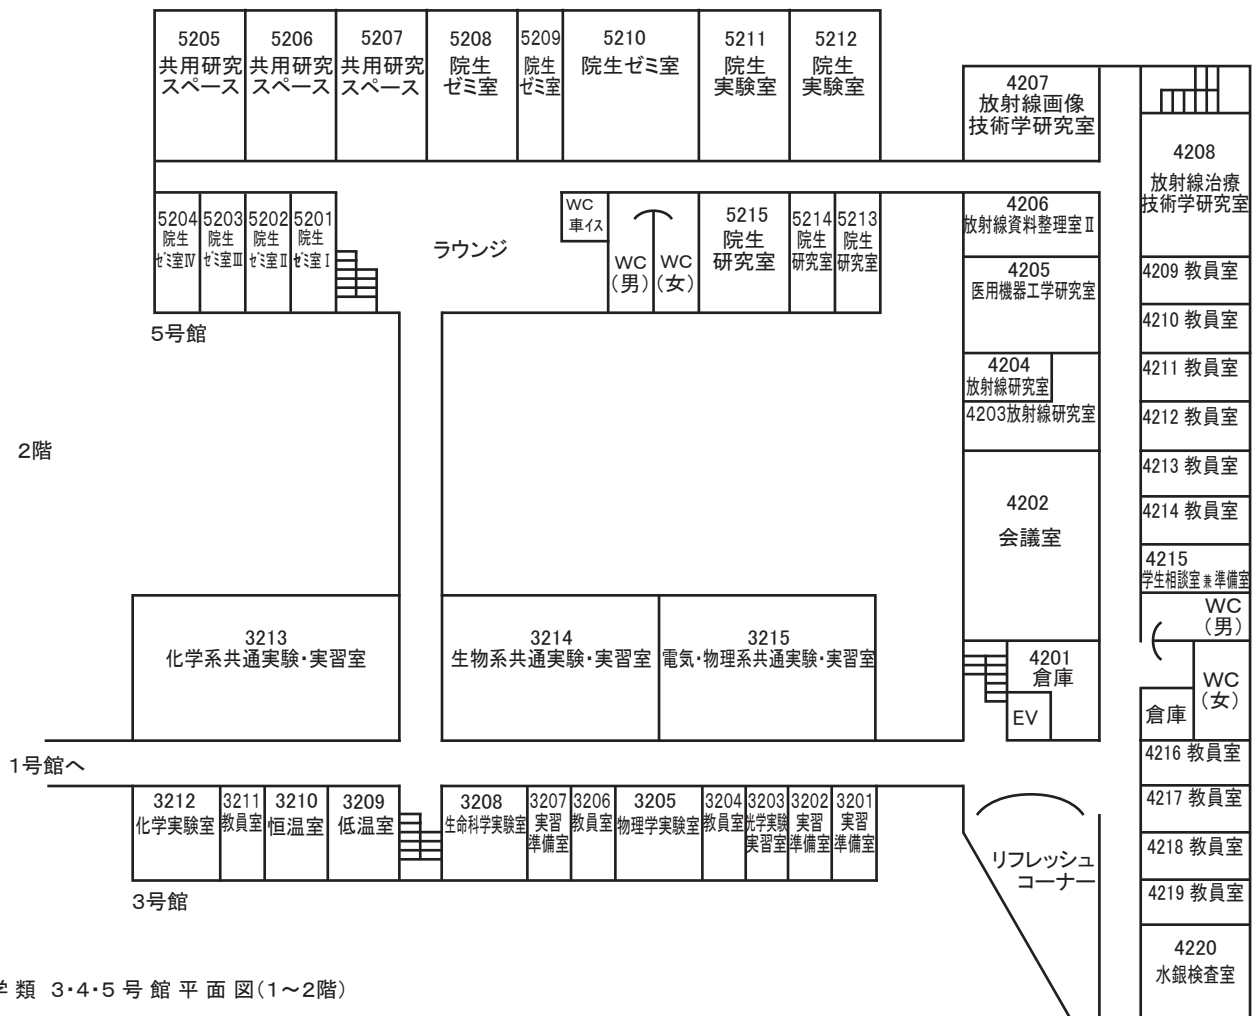 5205
共用研究
スペース
5206
共用研究
スペース
5207
共用研究
スペース
5208
院生
ゼミ室
5209
院生
ゼミ室
5210
院生ゼミ室
5211
院生
実験室
5212
院生
実験室
4207
放射線画像
技術学研究室
4208
放射線治療
技術学研究室
5204
院生
ゼミ室Ⅳ
5203
院生
ゼミ室Ⅲ
5202
院生
ゼミ室Ⅱ
5201
院生
ゼミ室Ⅰ
ラウンジ
WC
車イス
WC
(男)
WC
(女)
5215
院生
研究室
5214
院生
研究室
5213
院生
研究室
4206
放射線資料整理室Ⅱ
4205
医用機器工学研究室
4209 教員室
4210 教員室
5号館
4204
放射線研究室
4203放射線研究室
4211 教員室
4212 教員室
2階
4213 教員室
4202
会議室
4214 教員室
4215
学生相談室兼準備室
WC
(男)
3213
化学系共通実験・実習室
3214
生物系共通実験・実習室
3215
電気・物理系共通実験・実習室
4201
倉庫
EV
WC
(女)
倉庫
1号館へ
4216 教員室
4217 教員室
4218 教員室
4219 教員室
3212
化学実験室
3211
教員室
3210
恒温室
3209
低温室
3208
生命科学実験室
3207
実習
準備室
3206
教員室
3205
物理学実験室
3204
教員室
3203
光学実験
実習室
3202
実習
準備室
3201
実習
準備室
リフレッシュ
コーナー
3号館
4220
水銀検査室
学類 3・4・5号館平面図(1～2階)